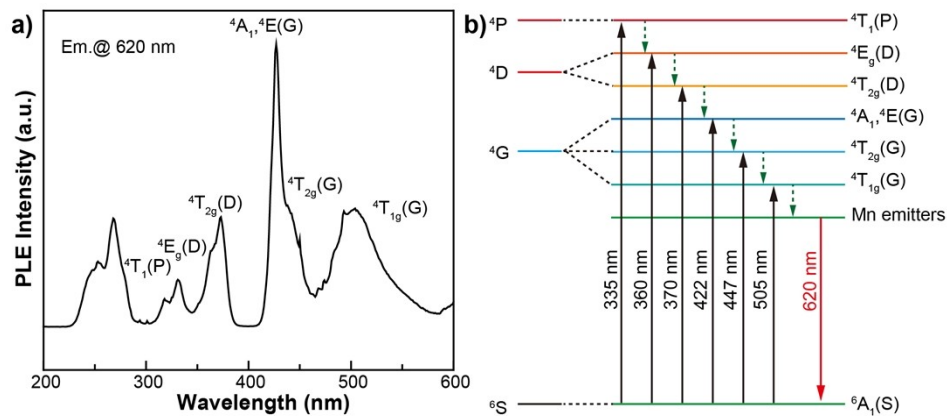 a)
Em.@ 620 nm
⁴A₁,⁴E(G)
⁴T₂g(G)
⁴T₂g(D)
⁴T₁g(G)
⁴E_g(D)
⁴T₁(P)
PLE Intensity (a.u.)
200 300 400 500 600
Wavelength (nm)
b)
⁴P
⁴T₁(P)
⁴E_g(D)
⁴D
⁴T₂g(D)
⁴A₁,⁴E(G)
⁴G
⁴T₂g(G)
⁴T₁g(G)
Mn emitters
335 nm
360 nm
370 nm
422 nm
447 nm
505 nm
620 nm
⁶S
⁶A₁(S)